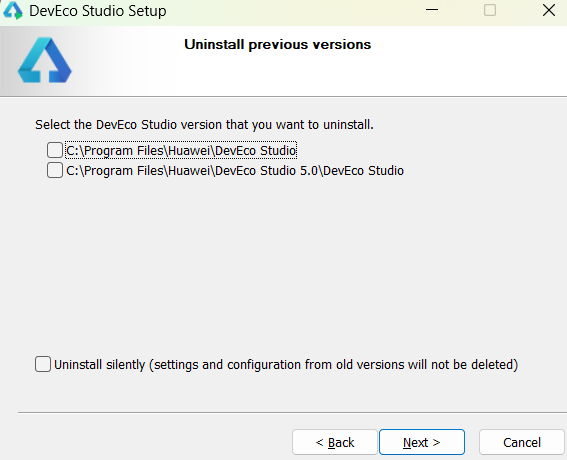 DevEco Studio Setup
Uninstall previous versions
Select the DevEco Studio version that you want to uninstall.
C:\Program Files\Huawei\DevEco Studio
C:\Program Files\Huawei\DevEco Studio 5.0\DevEco Studio
Uninstall silently (settings and configuration from old versions will not be deleted)
< Back Next > Cancel